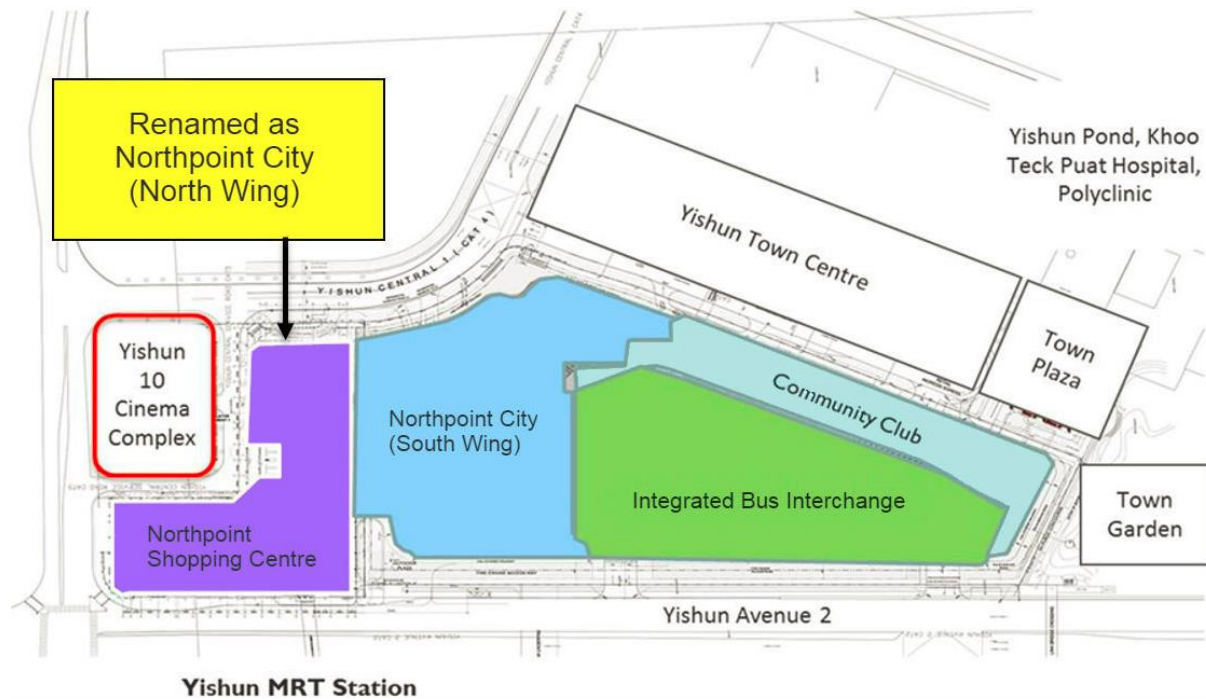 Renamed as
Northpoint City
(North Wing)
Yishun Pond, Khoo
Teck Puat Hospital,
Polyclinic
Yishun Town Centre
YISHUN CENTRAL 1 ( CAT 4)
Yishun
10
Cinema
Complex
Town
Plaza
Northpoint City
(South Wing)
Community Club
Integrated Bus Interchange
Northpoint
Shopping Centre
Town
Garden
Yishun Avenue 2
Yishun MRT Station